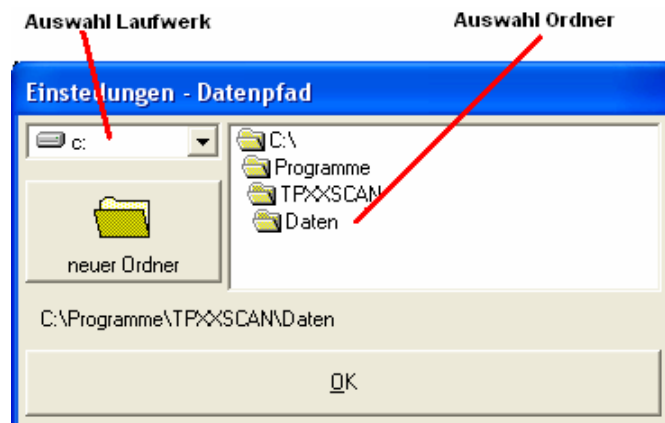 Auswahl Laufwerk
Auswahl Ordner
Einstellungen - Datenpfad
c:
C:\
Programme
TPXXSCAN
Daten
neuer Ordner
C:\Programme\TPXXSCAN\Daten
OK